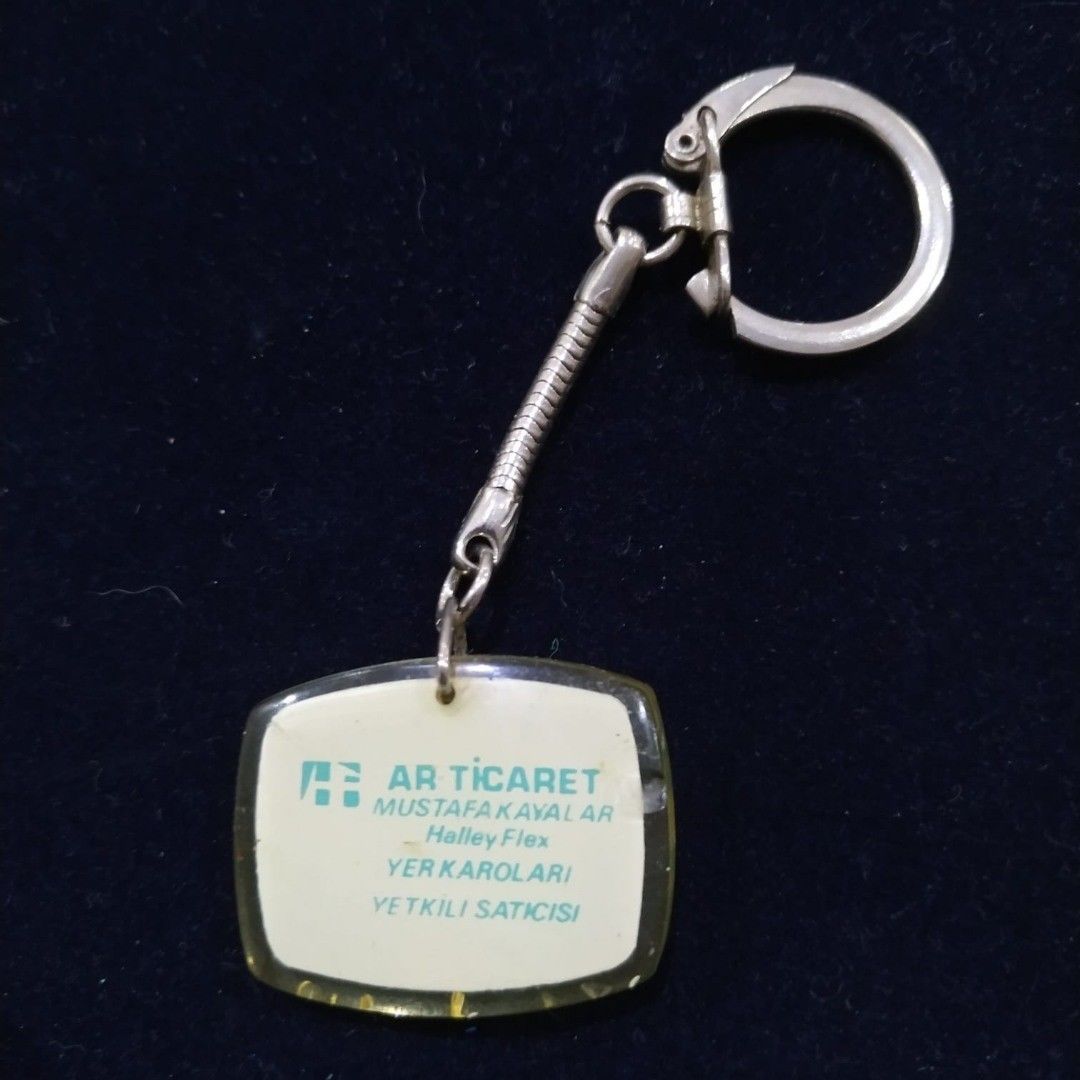 AR TİCARET
MUSTAFA KAYALAR
Halley Flex
YER KAROLARI
YETKİLİ SATICISI